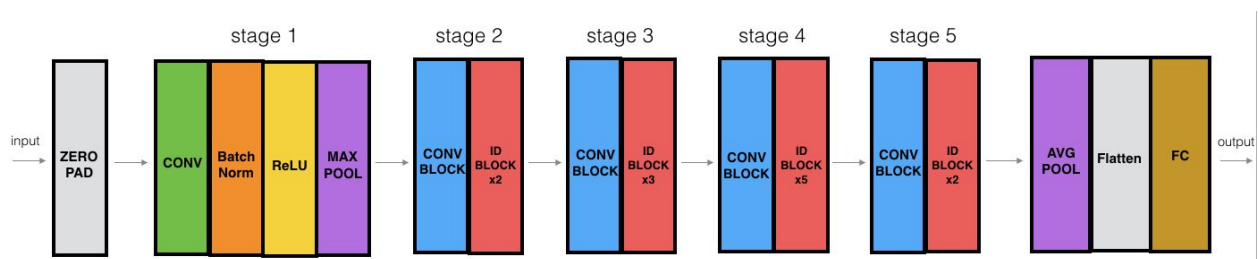 stage 1
stage 2
stage 3
stage 4
stage 5
input
ZERO
PAD
CONV
Batch
Norm
ReLU
MAX
POOL
CONV
BLOCK
ID
BLOCK
x2
CONV
BLOCK
ID
BLOCK
x3
CONV
BLOCK
ID
BLOCK
x5
CONV
BLOCK
ID
BLOCK
x2
AVG
POOL
Flatten
FC
output